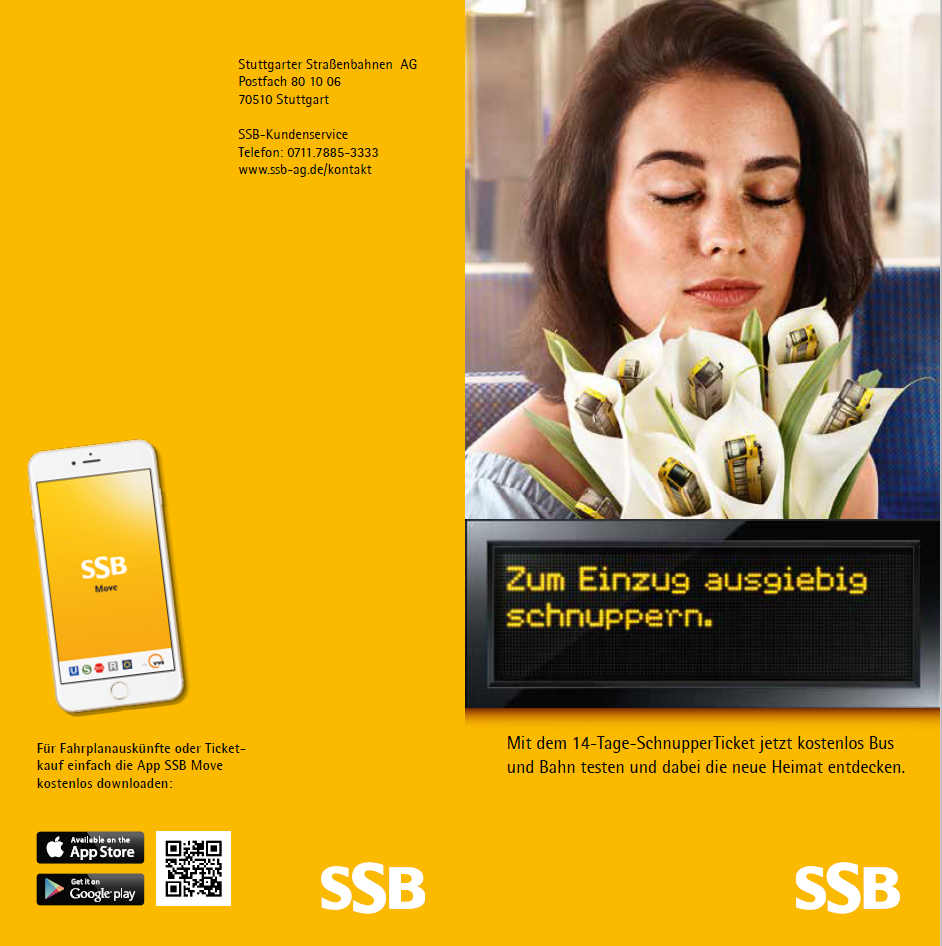 Stuttgarter Straßenbahnen AG
Postfach 80 10 06
70510 Stuttgart
SSB-Kundenservice
Telefon: 0711.7885-3333
www.ssb-ag.de/kontakt
SSB
Move
Für Fahrplanauskünfte oder Ticket-
kauf einfach die App SSB Move
kostenlos downloaden:
Available on the
App Store
Get it on
Google play
SSB
Zum Einzug ausgiebig
schnuppern.
Mit dem 14-Tage-SchnupperTicket jetzt kostenlos Bus
und Bahn testen und dabei die neue Heimat entdecken.
SSB